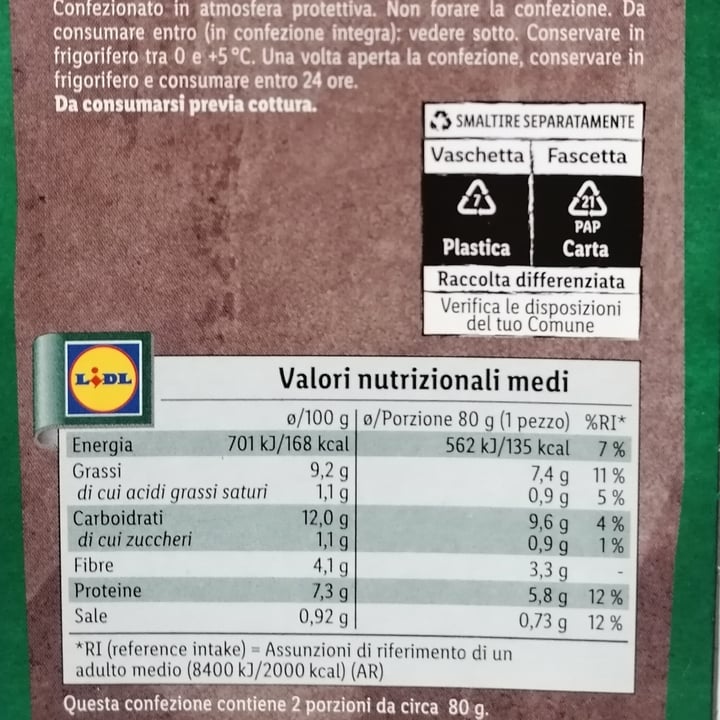 Confezionato in atmosfera protettiva. Non forare la confezione. Da
consumare entro (in confezione integra): vedere sotto. Conservare in
frigorifero tra 0 e +5 °C. Una volta aperta la confezione, conservare in
frigorifero e consumare entro 24 ore.
Da consumarsi previa cottura.
SMALTIRE SEPARATAMENTE
Vaschetta Fascetta
7 21
PAP
Plastica Carta
Raccolta differenziata
Verifica le disposizioni
del tuo Comune
LIDL
Valori nutrizionali medi
ø/100 g ø/Porzione 80 g (1 pezzo) %RI*
Energia 701 kJ/168 kcal 562 kJ/135 kcal 7 %
Grassi 9,2 g 7,4 g 11 %
di cui acidi grassi saturi 1,1 g 0,9 g 5 %
Carboidrati 12,0 g 9,6 g 4 %
di cui zuccheri 1,1 g 0,9 g 1 %
Fibre 4,1 g 3,3 g -
Proteine 7,3 g 5,8 g 12 %
Sale 0,92 g 0,73 g 12 %
*RI (reference intake) = Assunzioni di riferimento di un
adulto medio (8400 kJ/2000 kcal) (AR)
Questa confezione contiene 2 porzioni da circa 80 g.